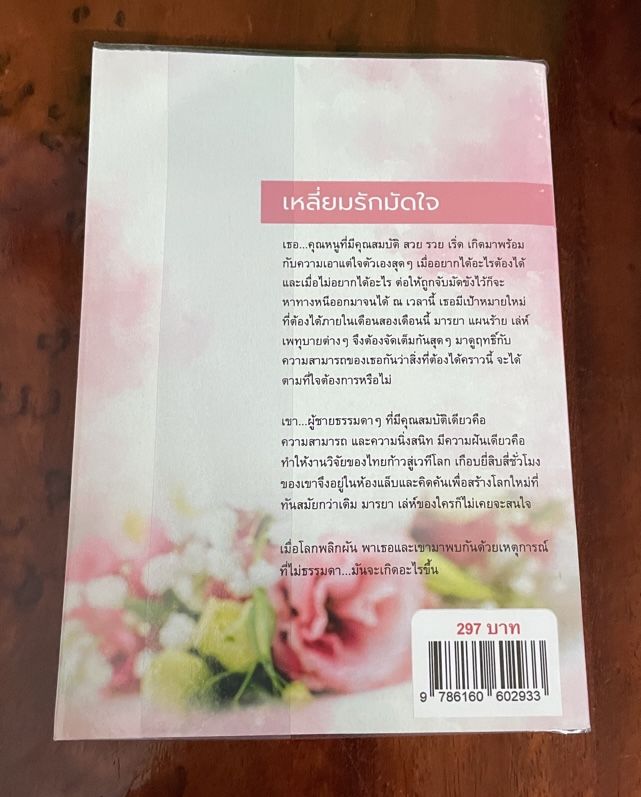 เหลี่ยมรักมัดใจ
เธอ...คุณหนูที่มีคุณสมบัติ สวย รวย เริ่ด เกิดมาพร้อม
กับความเอาแต่ใจตัวเองสุดๆ เมื่ออยากได้อะไรต้องได้
และเมื่อไม่อยากได้อะไร ต่อให้ถูกจับมัดขังไว้ก็จะ
หาทางหนีออกมาจนได้ ณ เวลานี้ เธอมีเป้าหมายใหม่
ที่ต้องได้ภายในเดือนสองเดือนนี้ มารยา แผนร้าย เล่ห์
เพทุบายต่างๆ จึงต้องจัดเต็มกันสุดๆ มาดูฤทธิ์กับ
ความสามารถของเธอกันว่าสิ่งที่ต้องได้คราวนี้ จะได้
ตามที่ใจต้องการหรือไม่
เขา...ผู้ชายธรรมดาๆ ที่มีคุณสมบัติเดียวคือ
ความสามารถ และความนิ่งสนิท มีความฝันเดียวคือ
ทำให้งานวิจัยของไทยก้าวสู่เวทีโลก เกือบยี่สิบสี่ชั่วโมง
ของเขาจึงอยู่ในห้องแล็บและคิดค้นเพื่อสร้างโลกใหม่ที่
ทันสมัยกว่าเดิม มารยา เล่ห์ของใครก็ไม่เคยจะสนใจ
เมื่อโลกพลิกผัน พาเธอและเขามาพบกันด้วยเหตุการณ์
ที่ไม่ธรรมดา...มันจะเกิดอะไรขึ้น
297 บาท
9 786160 602933